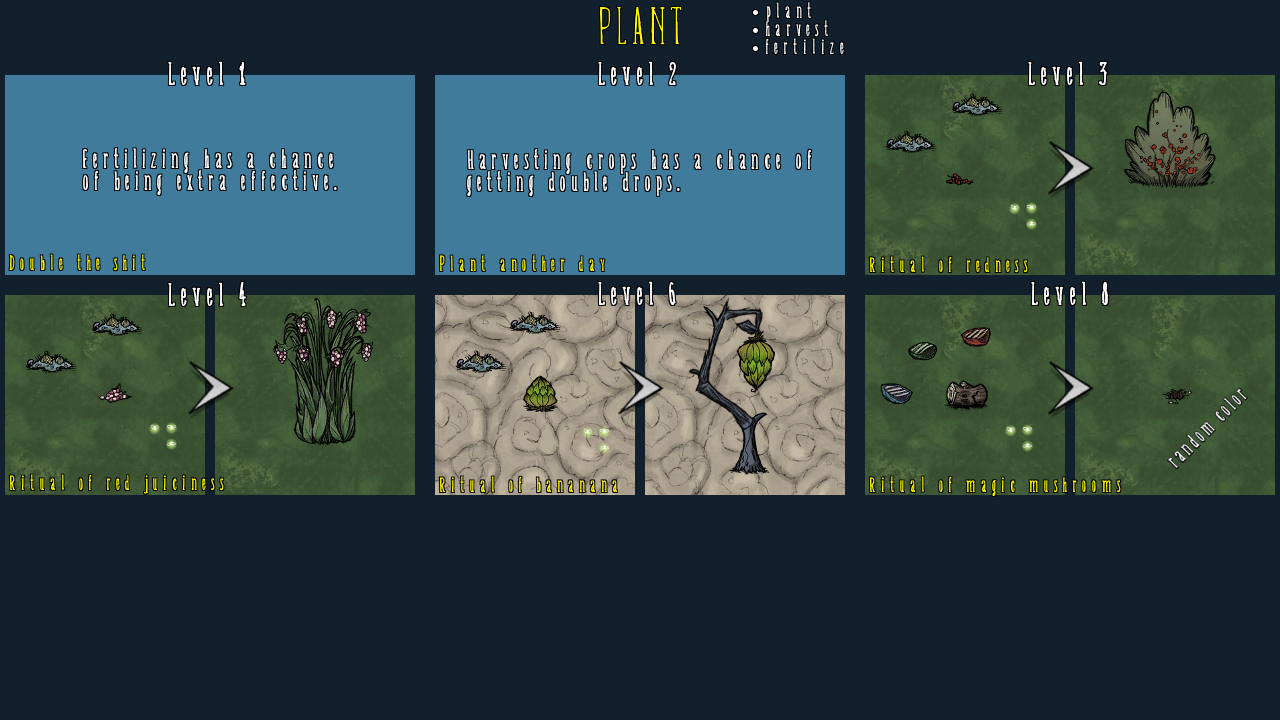 PLANT
• plant
• harvest
• fertilize
Level 1
Fertilizing has a chance
of being extra effective.
Double the shit
Level 2
Harvesting crops has a chance of
getting double drops.
Plant another day
Level 3
Ritual of redness
Level 4
Ritual of red juiciness
Level 6
Ritual of bananana
Level 8
random color
Ritual of magic mushrooms